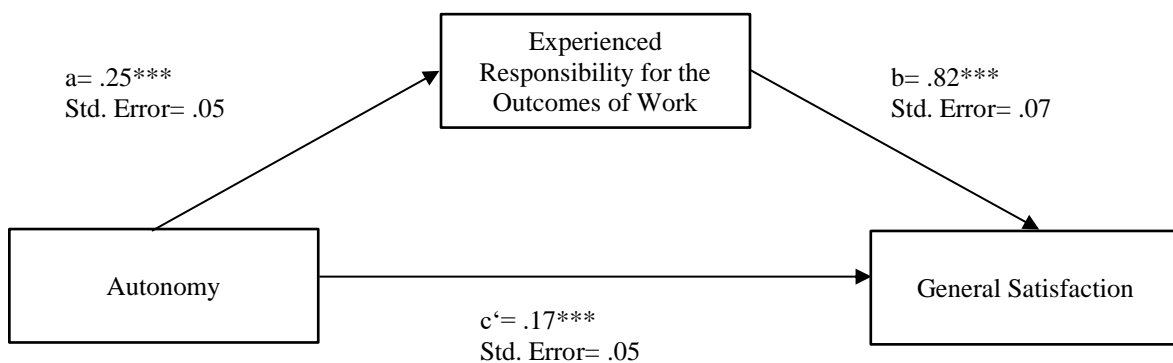 Experienced
Responsibility for the
Outcomes of Work
a= .25***
Std. Error= .05
b= .82***
Std. Error= .07
Autonomy
General Satisfaction
c‘= .17***
Std. Error= .05